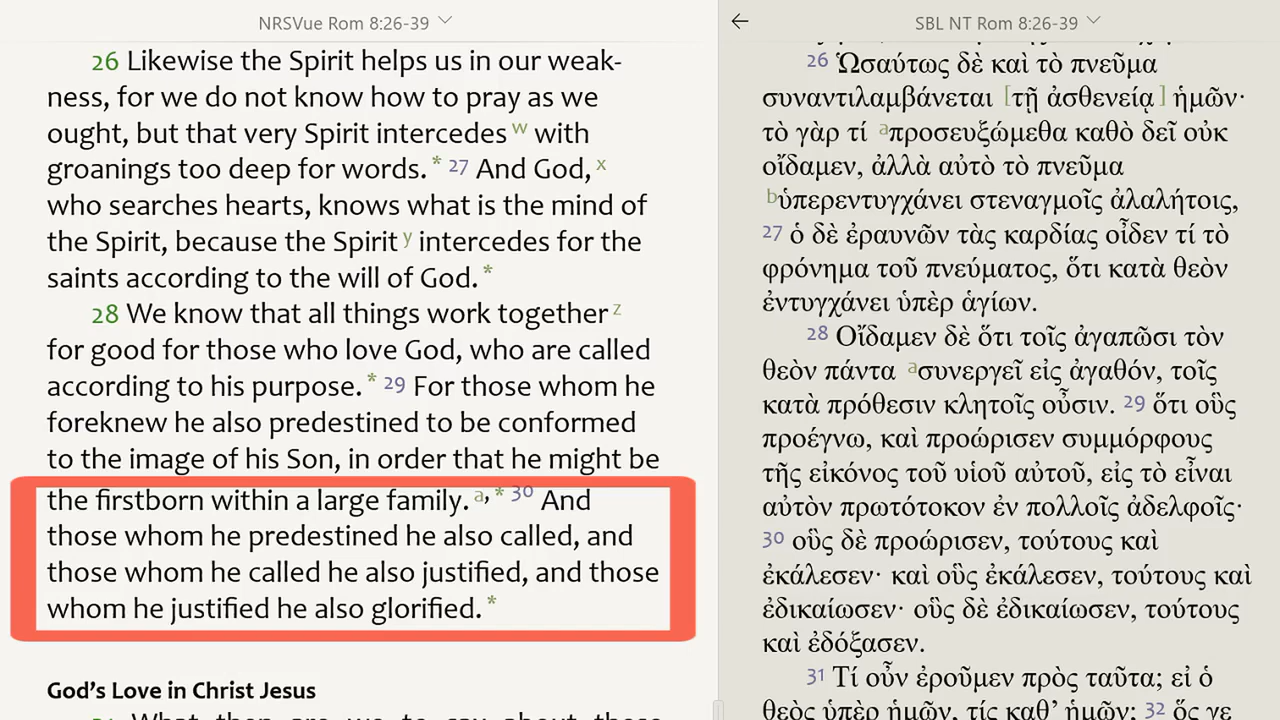 NRSVue Rom 8:26-39
26 Likewise the Spirit helps us in our weak-
ness, for we do not know how to pray as we
ought, but that very Spirit intercedes w with
groanings too deep for words. * 27 And God, x
who searches hearts, knows what is the mind of
the Spirit, because the Spirit y intercedes for the
saints according to the will of God. *
28 We know that all things work together z
for good for those who love God, who are called
according to his purpose. * 29 For those whom he
foreknew he also predestined to be conformed
to the image of his Son, in order that he might be
the firstborn within a large family. a, * 30 And
those whom he predestined he also called, and
those whom he called he also justified, and those
whom he justified he also glorified. *
God's Love in Christ Jesus
SBL NT Rom 8:26-39
26 Ὡσαύτως δὲ καὶ τὸ πνεῦμα
συναντιλαμβάνεται [τῇ ἀσθενείᾳ] ἡμῶν·
τὸ γὰρ τί aπροσευξώμεθα καθὸ δεῖ οὐκ
οἴδαμεν, ἀλλὰ αὐτὸ τὸ πνεῦμα
bὑπερεντυγχάνει στεναγμοῖς ἀλαλήτοις,
27 ὁ δὲ ἐραυνῶν τὰς καρδίας οἶδεν τί τὸ
φρόνημα τοῦ πνεύματος, ὅτι κατὰ θεὸν
ἐντυγχάνει ὑπὲρ ἁγίων.
28 Οἴδαμεν δὲ ὅτι τοῖς ἀγαπῶσι τὸν
θεὸν πάντα aσυνεργεῖ εἰς ἀγαθόν, τοῖς
κατὰ πρόθεσιν κλητοῖς οὖσιν. 29 ὅτι οὓς
προέγνω, καὶ προώρισεν συμμόρφους
τῆς εἰκόνος τοῦ υἱοῦ αὐτοῦ, εἰς τὸ εἶναι
αὐτὸν πρωτότοκον ἐν πολλοῖς ἀδελφοῖς·
30 οὓς δὲ προώρισεν, τούτους καὶ
ἐκάλεσεν· καὶ οὓς ἐκάλεσεν, τούτους καὶ
ἐδικαίωσεν· οὓς δὲ ἐδικαίωσεν, τούτους
καὶ ἐδόξασεν.
31 Τί οὖν ἐροῦμεν πρὸς ταῦτα; εἰ ὁ
θεὸς ὑπὲρ ἡμῶν, τίς καθ' ἡμῶν; 32 ὅς γε